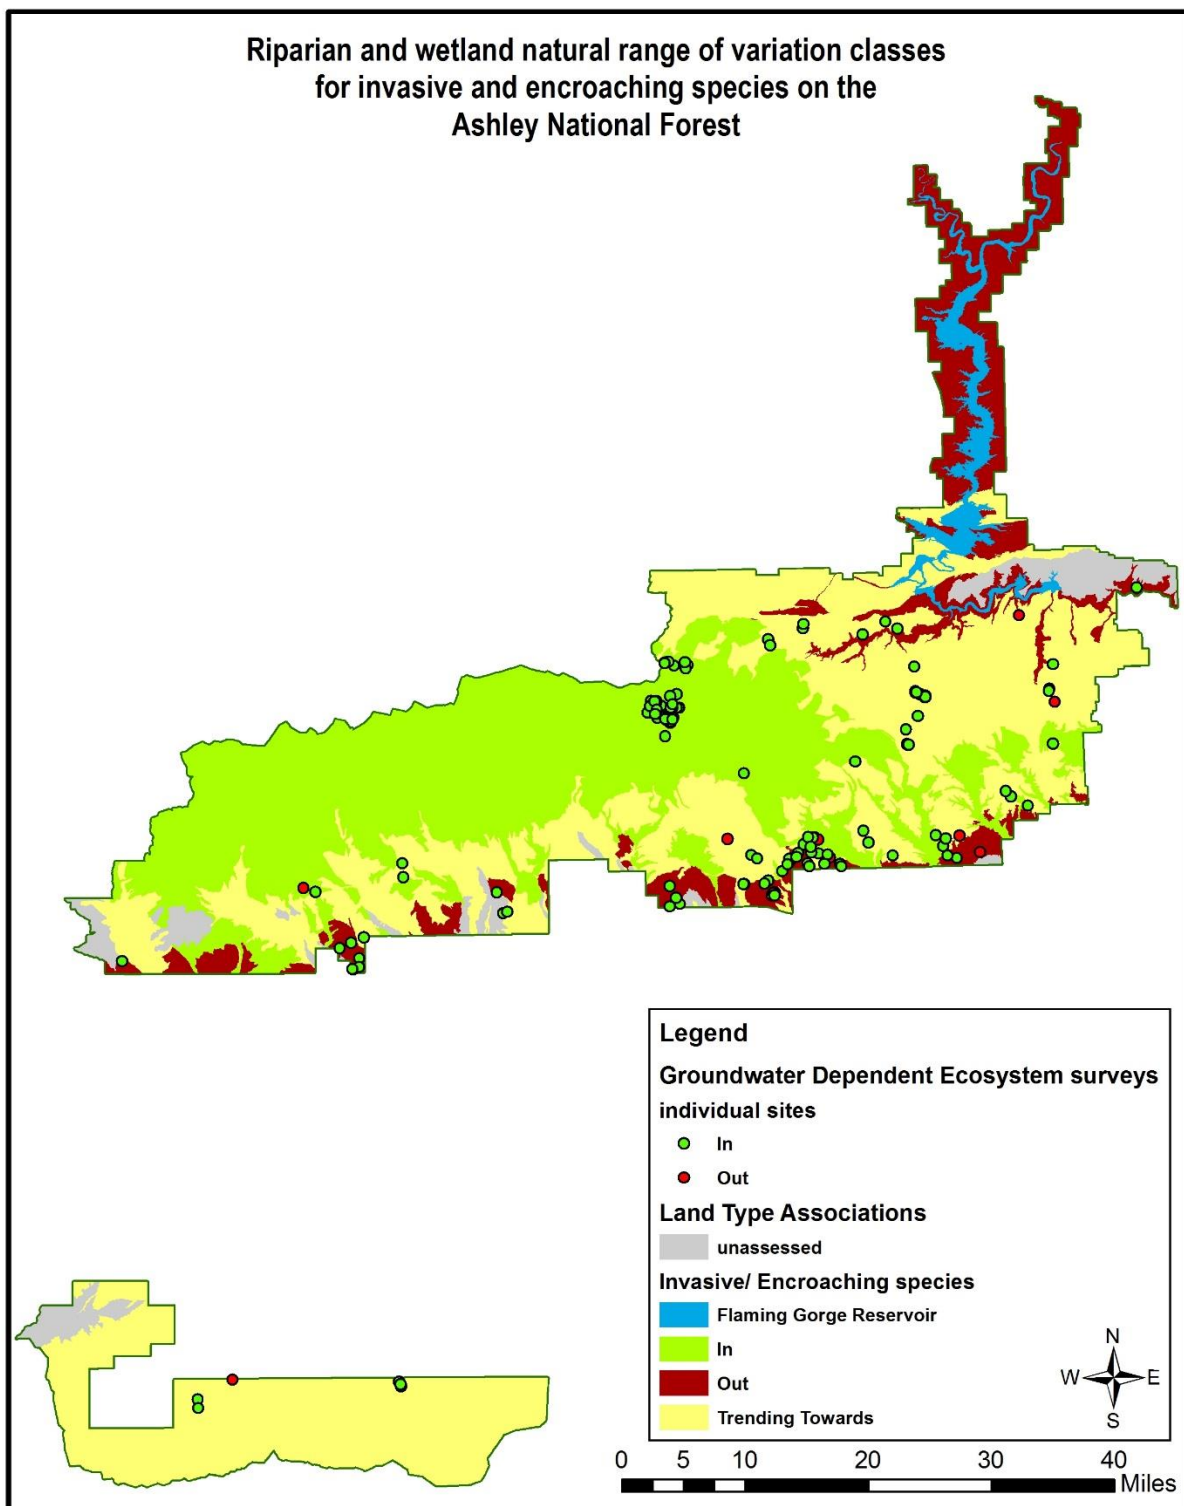 Riparian and wetland natural range of variation classes
for invasive and encroaching species on the
Ashley National Forest
Legend
Groundwater Dependent Ecosystem surveys
individual sites
In
Out
Land Type Associations
unassessed
Invasive/ Encroaching species
Flaming Gorge Reservoir
In
Out
Trending Towards
N
W E
S
0 5 10 20 30 40
Miles